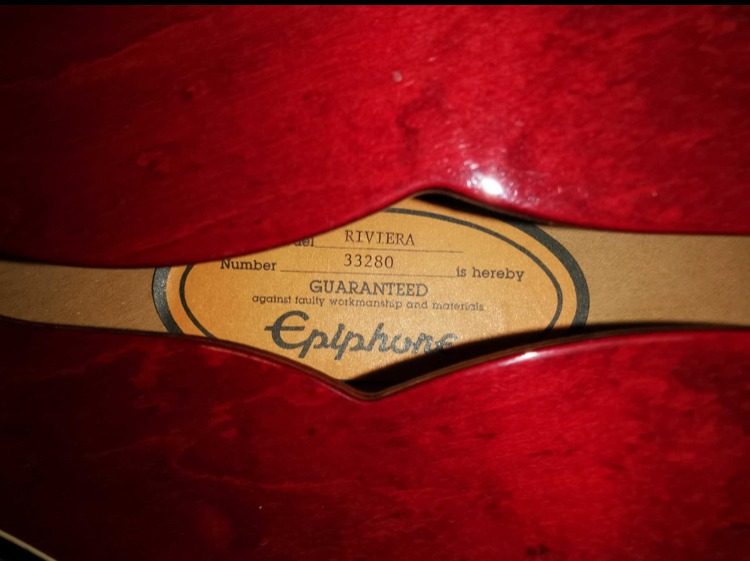 RIVIERA
Number 33280 is hereby
GUARANTEED
against faulty workmanship and materials
Epiphone